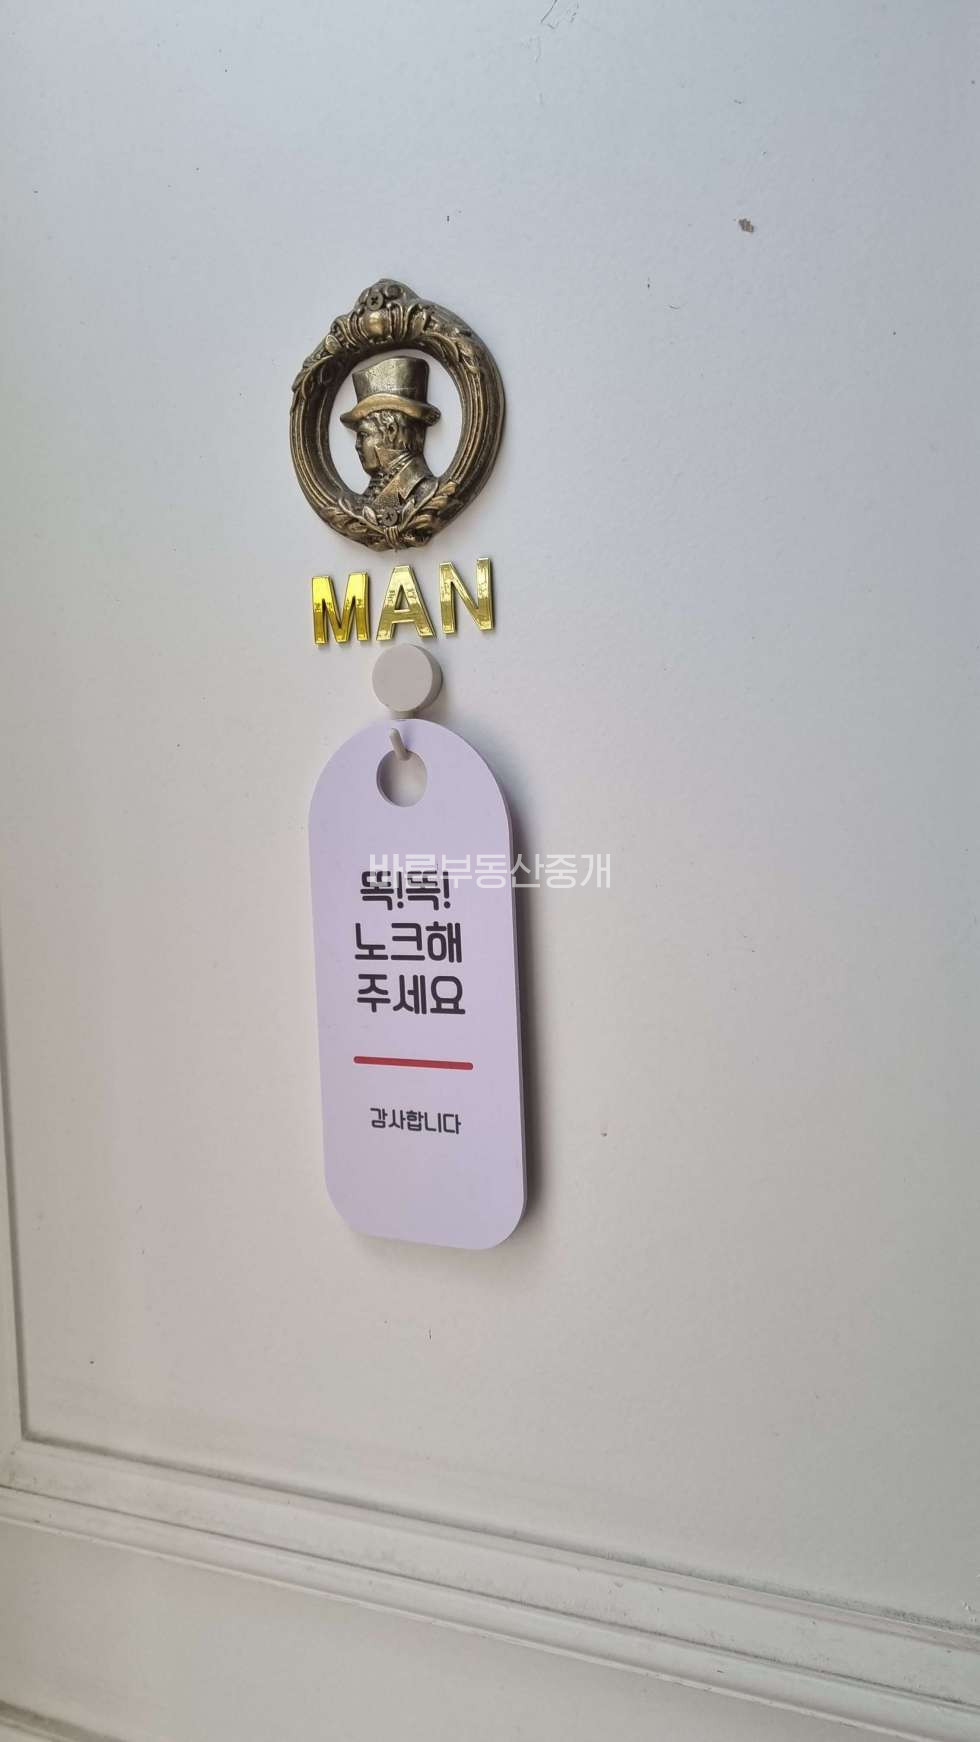 MAN
바른부동산중개
똑!똑!
노크해
주세요
감사합니다